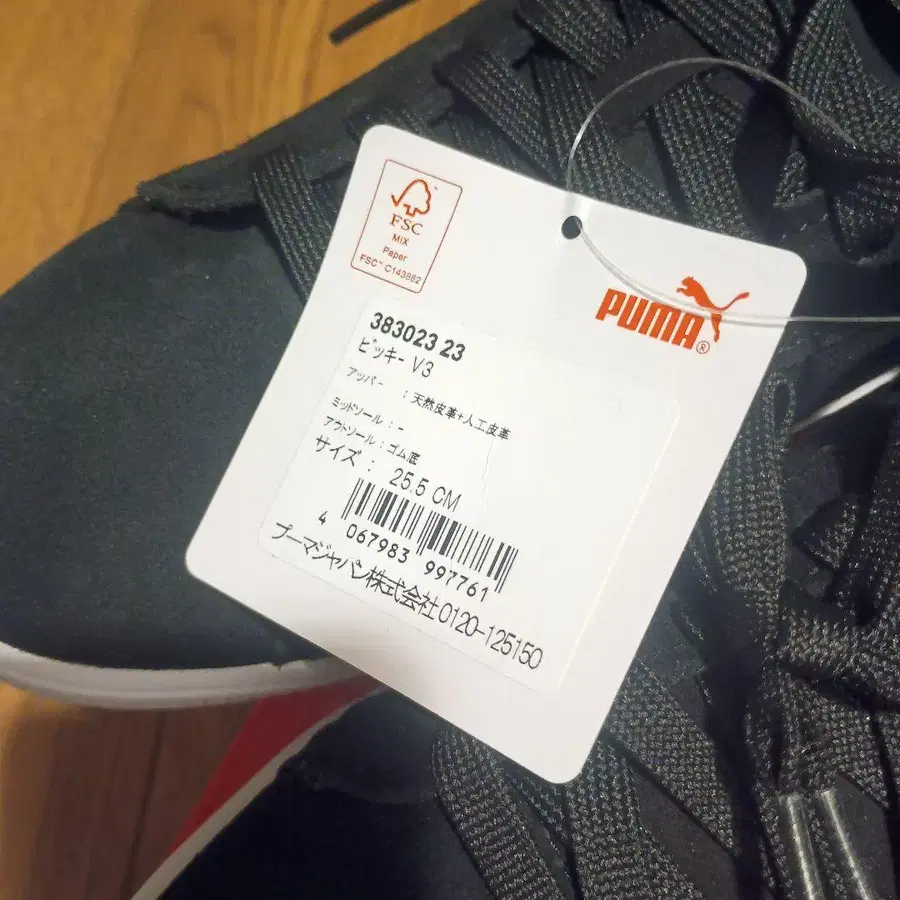 FSC™
MIX
Paper
FSC™ C143862
PUMA®
383023 23
ビッキー V3
アッパー : 天然皮革+人工皮革
ミッドソール : -
アウトソール : ゴム底
サイズ : 25.5 CM
4 067983 997761
プーマジャパン株式会社 0120-125150